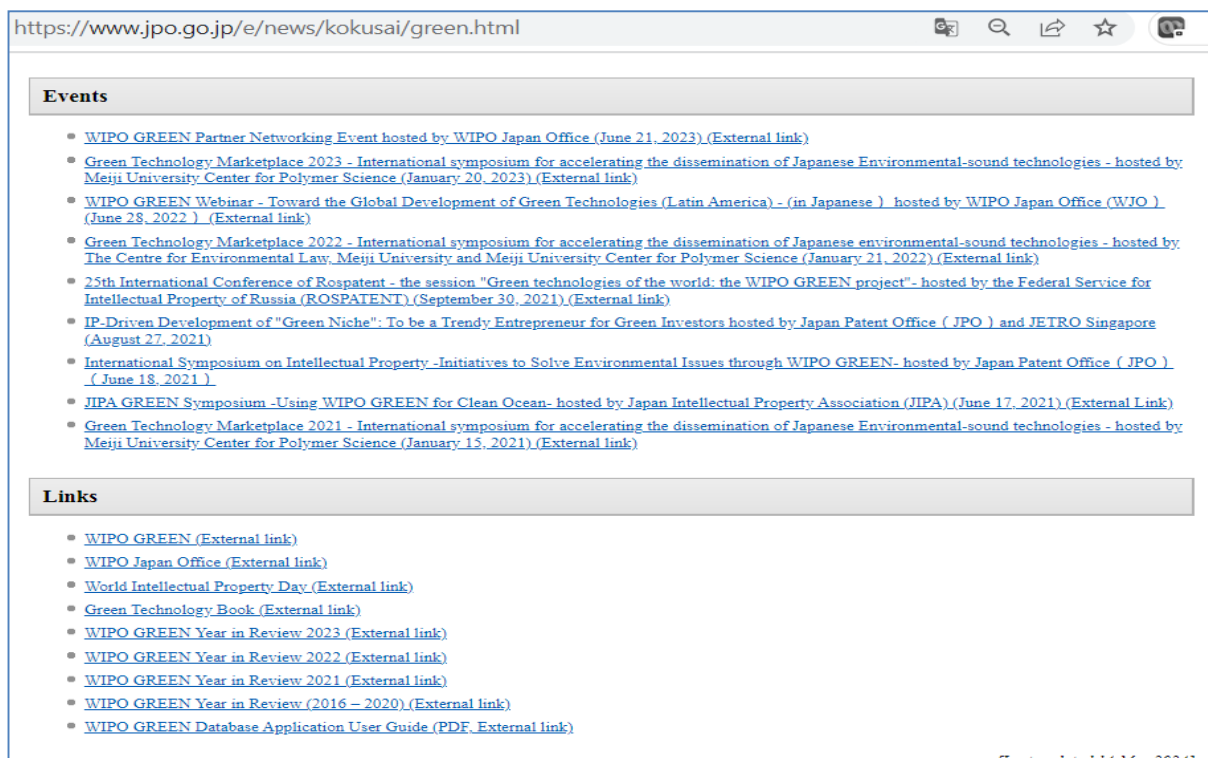 https://www.jpo.go.jp/e/news/kokusai/green.html
Events
WIPO GREEN Partner Networking Event hosted by WIPO Japan Office (June 21, 2023) (External link)
Green Technology Marketplace 2023 - International symposium for accelerating the dissemination of Japanese Environmental-sound technologies - hosted by
Meiji University Center for Polymer Science (January 20, 2023) (External link)
WIPO GREEN Webinar - Toward the Global Development of Green Technologies (Latin America) - (in Japanese ） hosted by WIPO Japan Office (WJO ）
(June 28, 2022 ） (External link)
Green Technology Marketplace 2022 - International symposium for accelerating the dissemination of Japanese environmental-sound technologies - hosted by
The Centre for Environmental Law, Meiji University and Meiji University Center for Polymer Science (January 21, 2022) (External link)
25th International Conference of Rospatent - the session "Green technologies of the world: the WIPO GREEN project"- hosted by the Federal Service for
Intellectual Property of Russia (ROSPATENT) (September 30, 2021) (External link)
IP-Driven Development of "Green Niche": To be a Trendy Entrepreneur for Green Investors hosted by Japan Patent Office（JPO）and JETRO Singapore
(August 27, 2021)
International Symposium on Intellectual Property -Initiatives to Solve Environmental Issues through WIPO GREEN- hosted by Japan Patent Office（JPO）
（June 18, 2021）
JIPA GREEN Symposium -Using WIPO GREEN for Clean Ocean- hosted by Japan Intellectual Property Association (JIPA) (June 17, 2021) (External Link)
Green Technology Marketplace 2021 - International symposium for accelerating the dissemination of Japanese Environmental-sound technologies - hosted by
Meiji University Center for Polymer Science (January 15, 2021) (External link)
Links
WIPO GREEN (External link)
WIPO Japan Office (External link)
World Intellectual Property Day (External link)
Green Technology Book (External link)
WIPO GREEN Year in Review 2023 (External link)
WIPO GREEN Year in Review 2022 (External link)
WIPO GREEN Year in Review 2021 (External link)
WIPO GREEN Year in Review (2016 – 2020) (External link)
WIPO GREEN Database Application User Guide (PDF, External link)